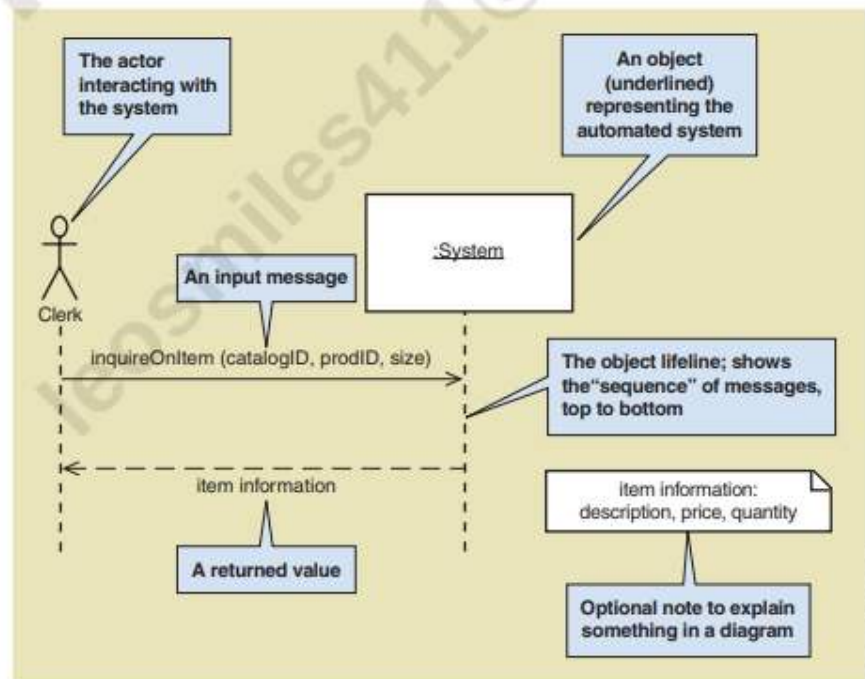 leosmiles411@
The actor
interacting with
the system
An object
(underlined)
representing the
automated system
:System
Clerk
An input message
inquireOnItem (catalogID, prodID, size)
The object lifeline; shows
the“sequence” of messages,
top to bottom
item information
item information:
description, price, quantity
A returned value
Optional note to explain
something in a diagram